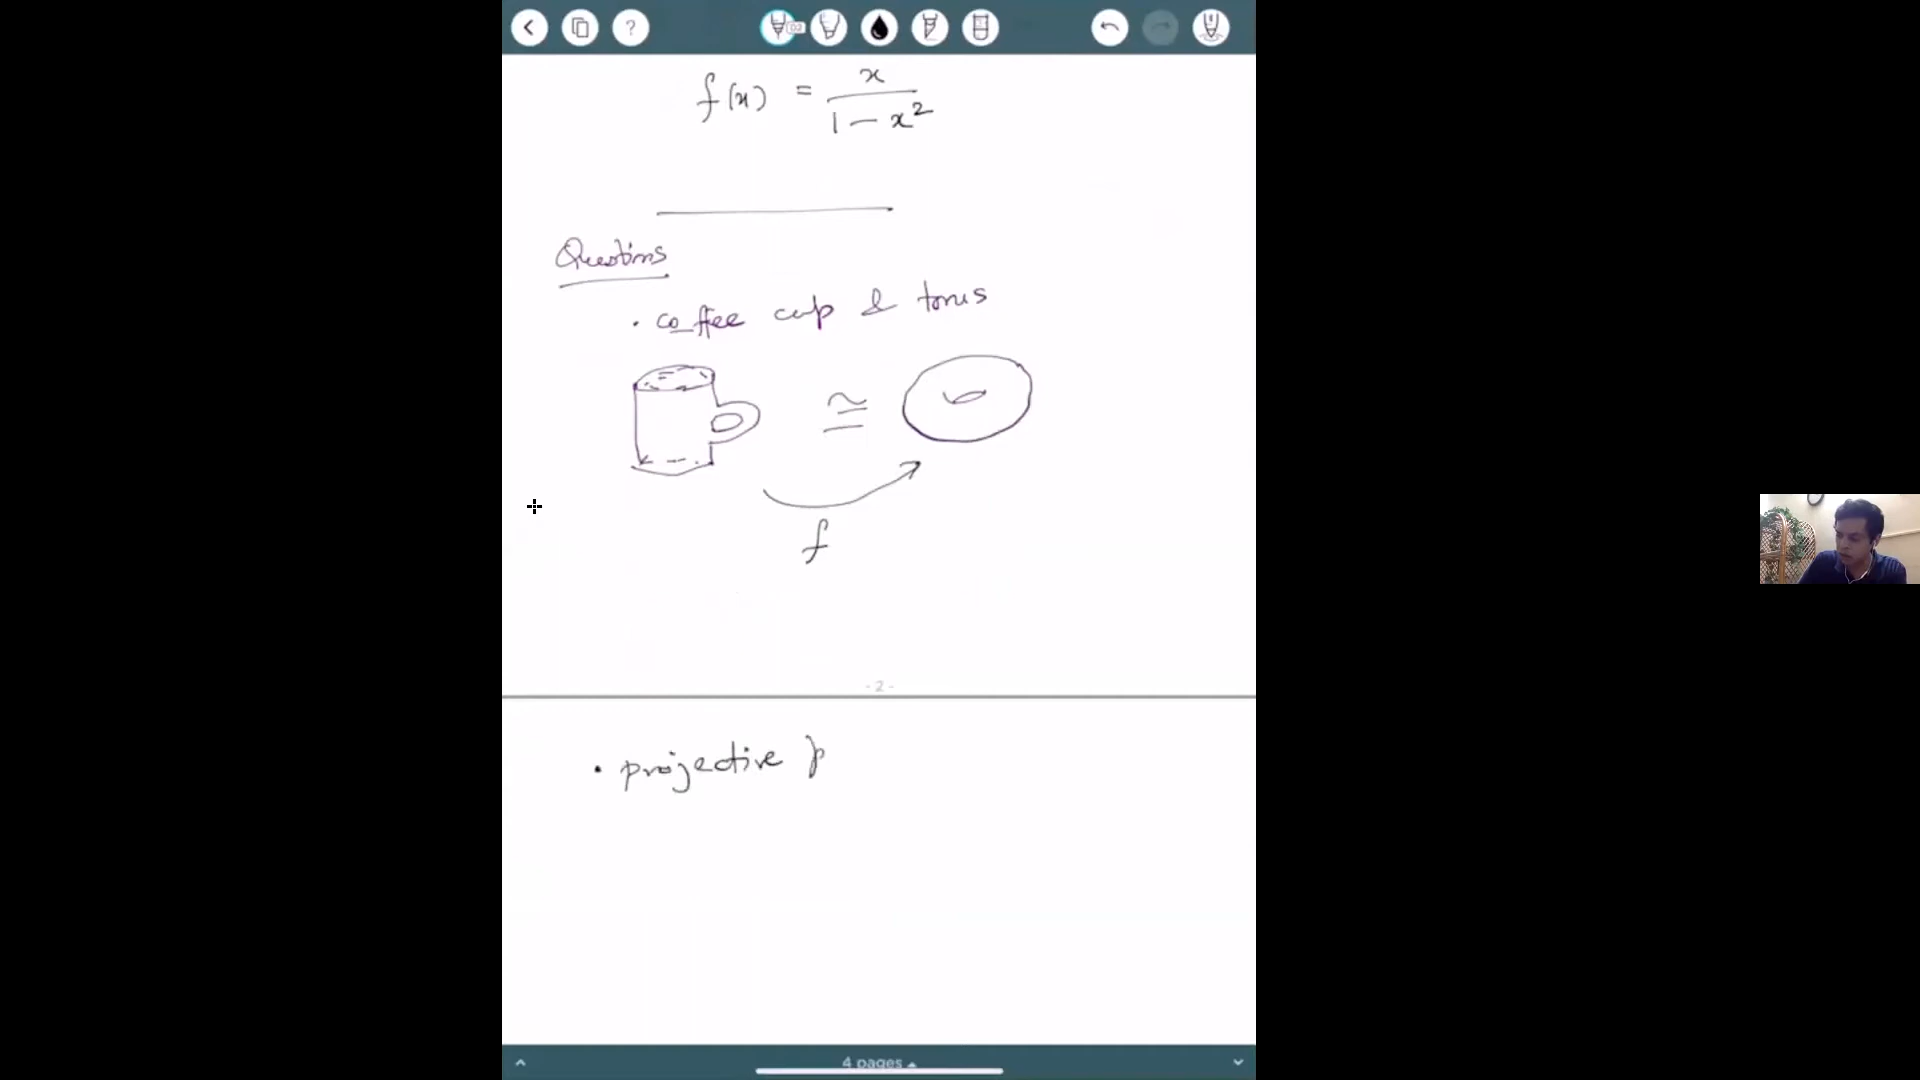 f(x) = x / 1 - x²
Questions
• coffee cup & torus
≅
f
- 2 -
• projective p
4 pages